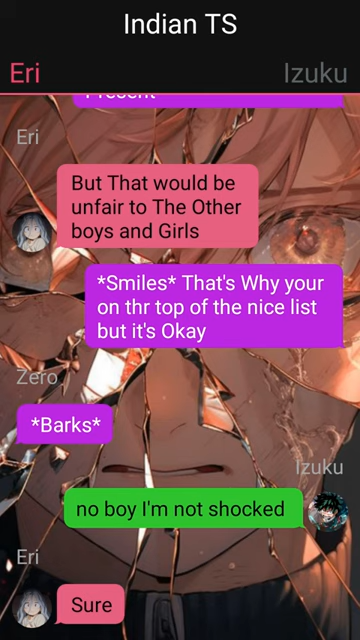 Indian TS
Eri
Izuku
Present
Eri
But That would be
unfair to The Other
boys and Girls
*Smiles* That's Why your
on thr top of the nice list
but it's Okay
Zero
*Barks*
Izuku
no boy I'm not shocked
Eri
Sure